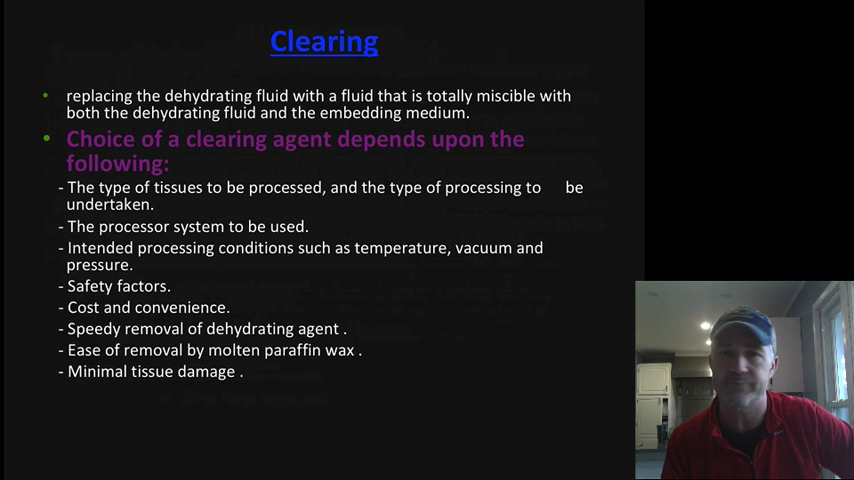 Clearing
• replacing the dehydrating fluid with a fluid that is totally miscible with
both the dehydrating fluid and the embedding medium.
• Choice of a clearing agent depends upon the
following:
- The type of tissues to be processed, and the type of processing to be
undertaken.
- The processor system to be used.
- Intended processing conditions such as temperature, vacuum and
pressure.
- Safety factors.
- Cost and convenience.
- Speedy removal of dehydrating agent .
- Ease of removal by molten paraffin wax .
- Minimal tissue damage .